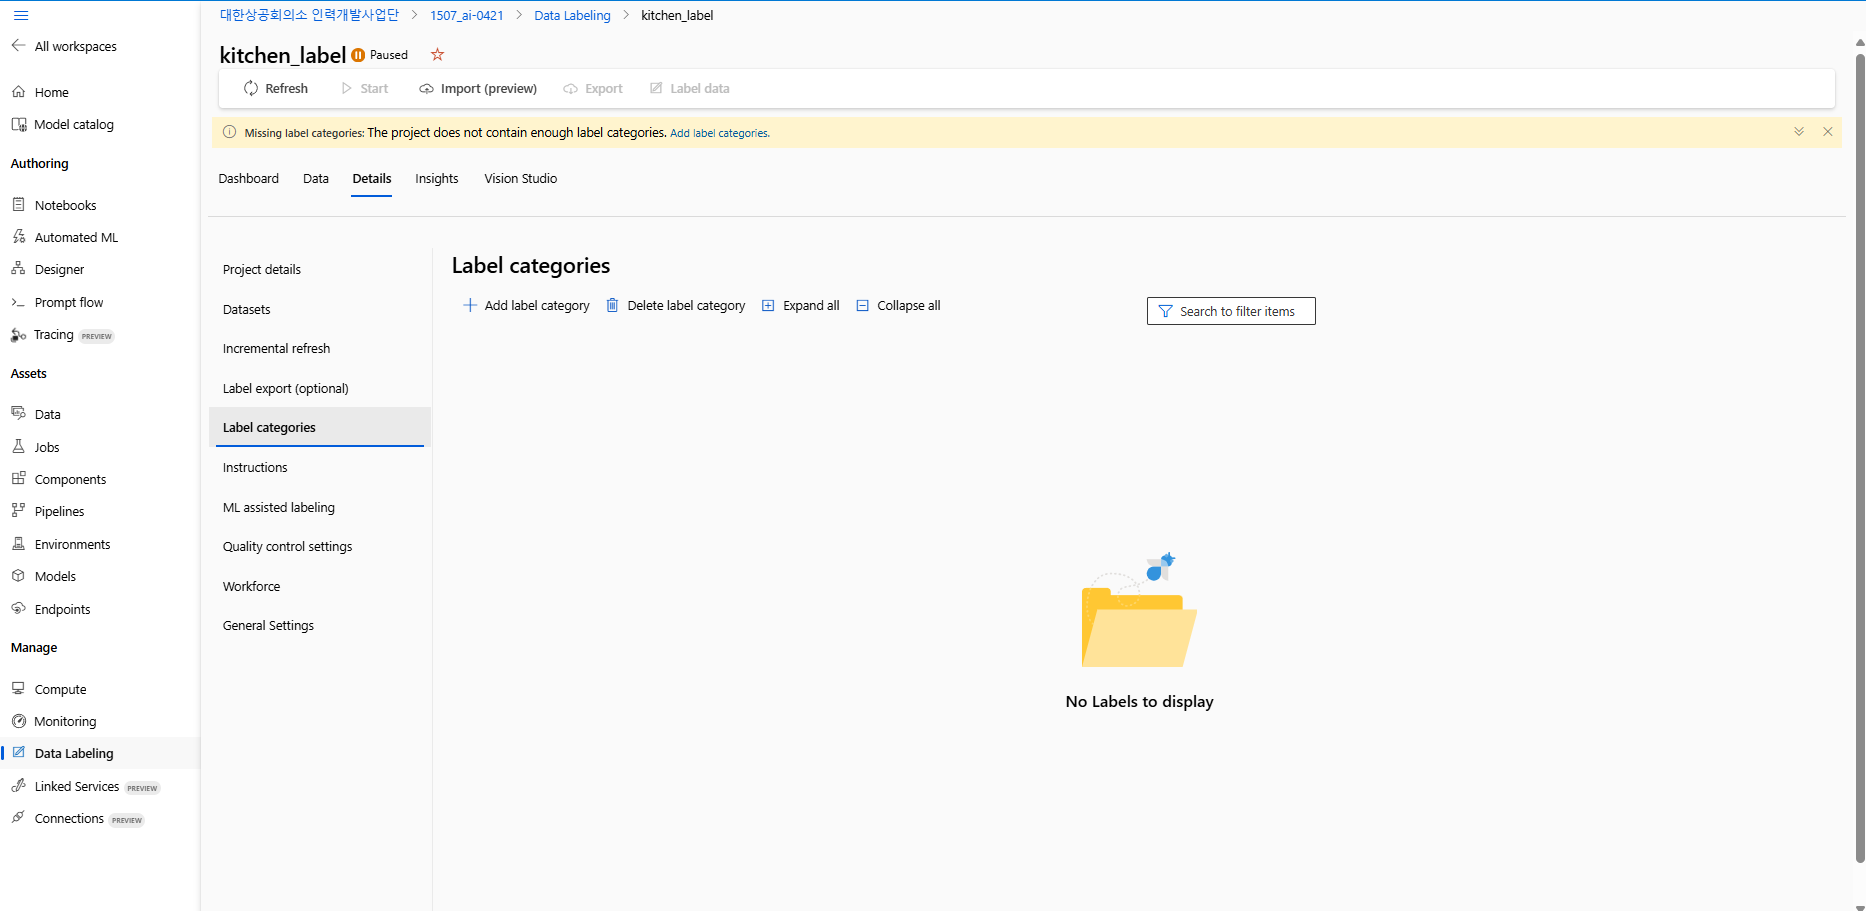 대한상공회의소 인력개발사업단 > 1507_ai-0421 > Data Labeling > kitchen_label
All workspaces
Home
Model catalog
Authoring
Notebooks
Automated ML
Designer
Prompt flow
Tracing PREVIEW
Assets
Data
Jobs
Components
Pipelines
Environments
Models
Endpoints
Manage
Compute
Monitoring
Data Labeling
Linked Services PREVIEW
Connections PREVIEW
kitchen_label Paused
Refresh Start Import (preview) Export Label data
Missing label categories: The project does not contain enough label categories. Add label categories.
Dashboard Data Details Insights Vision Studio
Project details
Datasets
Incremental refresh
Label export (optional)
Label categories
Instructions
ML assisted labeling
Quality control settings
Workforce
General Settings
Label categories
Add label category Delete label category Expand all Collapse all
Search to filter items
No Labels to display